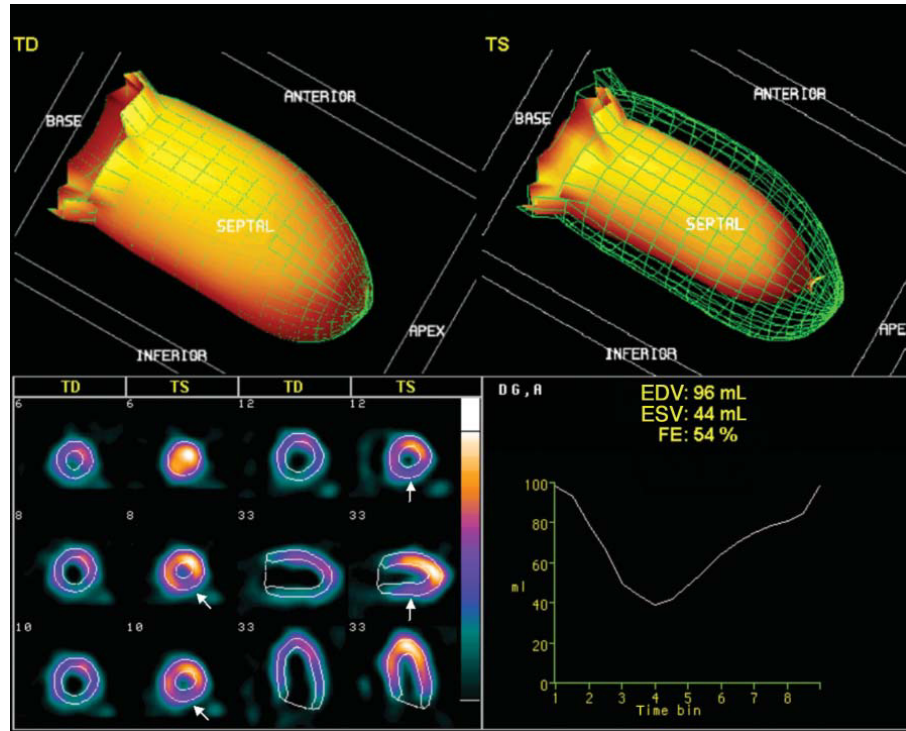 TD
BASE
ANTERIOR
SEPTAL
INFERIOR
APEX
TS
BASE
ANTERIOR
SEPTAL
INFERIOR
APE
TD TS TD TS
6 6 12 12
8 8 33 33
10 10 33 33
DG,A
EDV: 96 mL
ESV: 44 mL
FE: 54 %
100
80
60
ml
40
20
0
1 2 3 4 5 6 7 8
Time bin